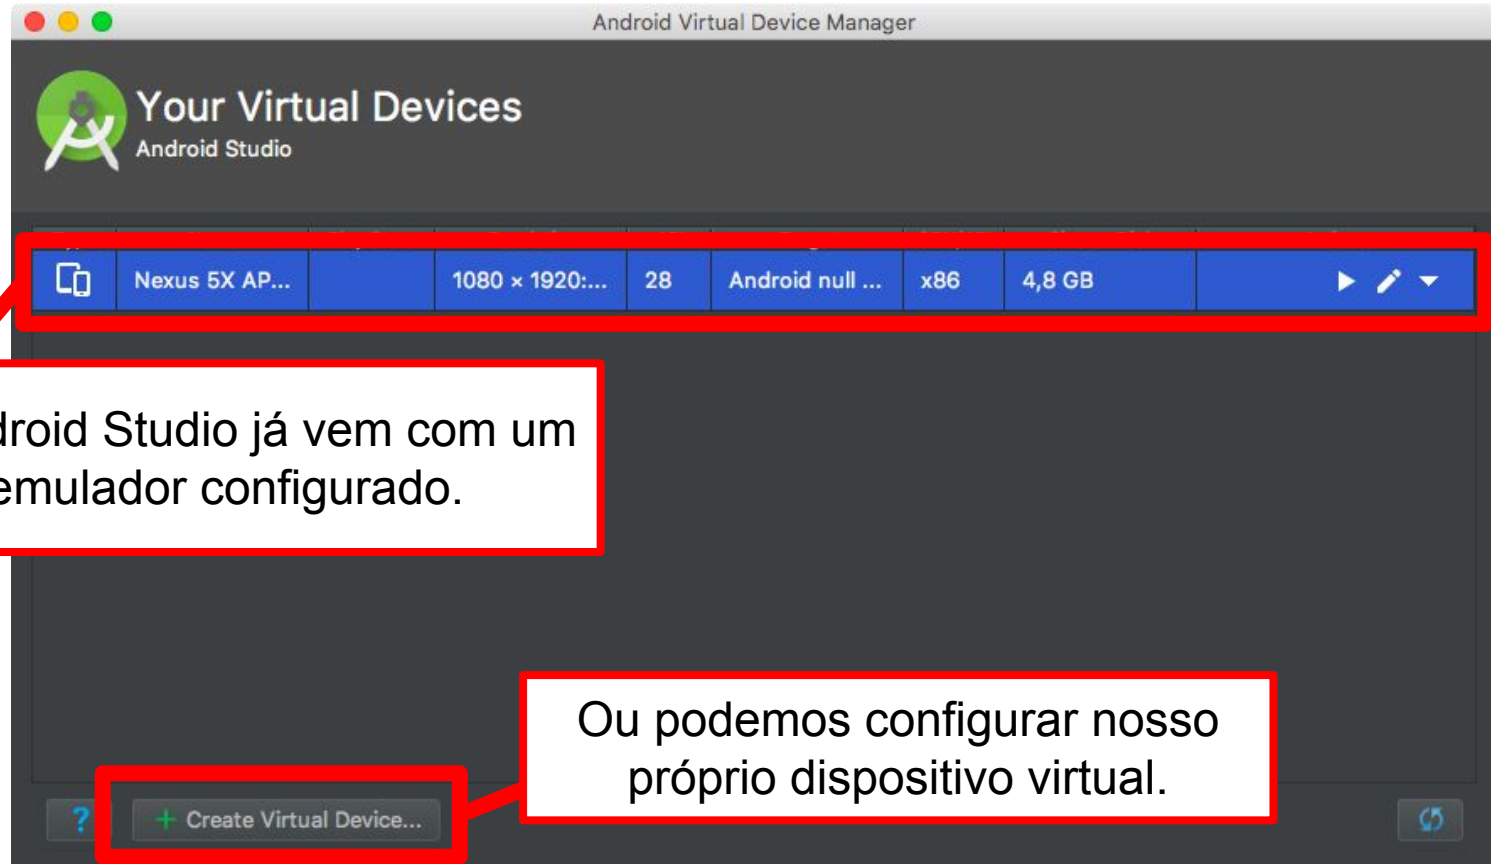 Android Virtual Device Manager
Your Virtual Devices
Android Studio
Nexus 5X AP... 1080 × 1920:... 28 Android null ... x86 4,8 GB
droid Studio já vem com um
emulador configurado.
Ou podemos configurar nosso
próprio dispositivo virtual.
? + Create Virtual Device...